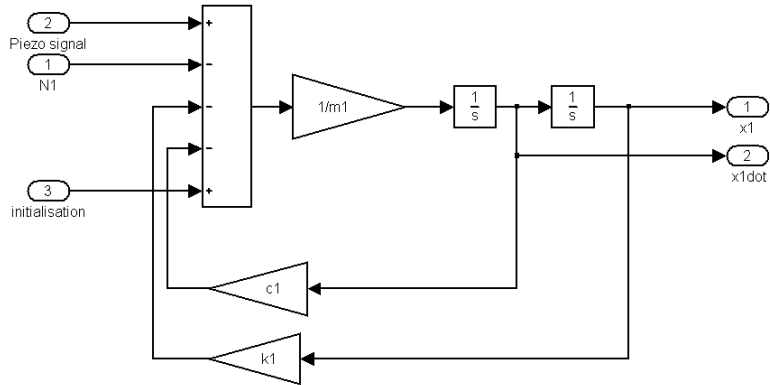 2
Piezo signal
+
1
N1
−
−
−
3
initialisation
+
1/m1
1
s
1
s
1
x1
2
x1dot
c1
k1